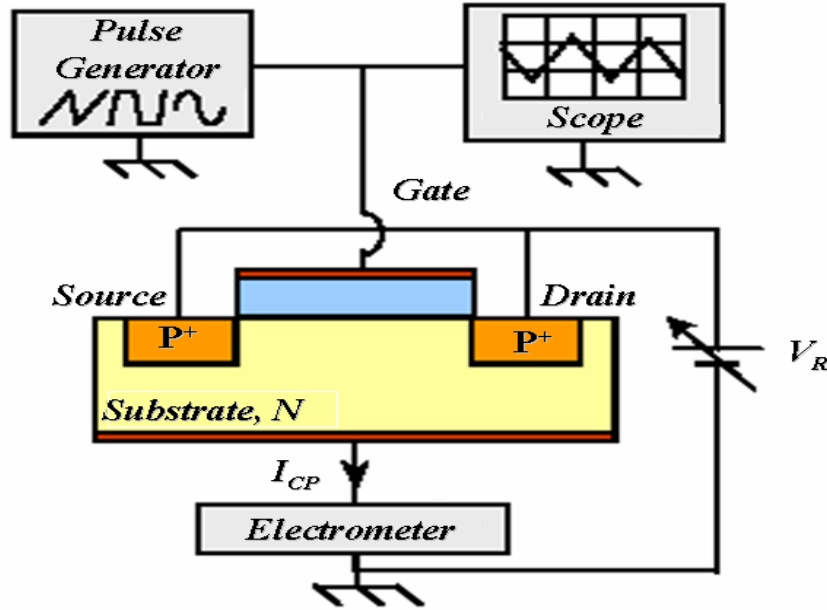 Pulse
Generator
Scope
Gate
Source
Drain
P+
P+
V_R
Substrate, N
I_CP
Electrometer